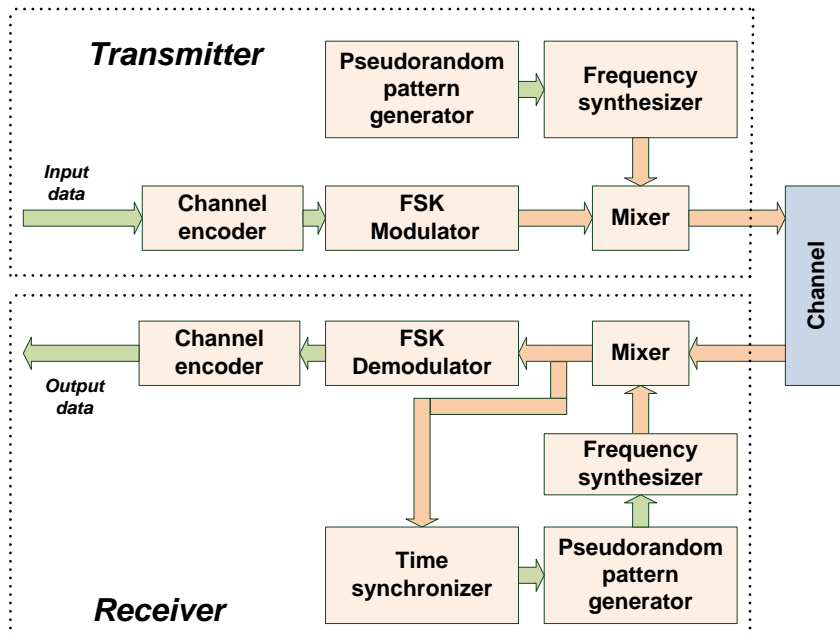 Transmitter
Pseudorandom
pattern
generator
Frequency
synthesizer
Input
data
Channel
encoder
FSK
Modulator
Mixer
Channel
Channel
encoder
FSK
Demodulator
Mixer
Output
data
Frequency
synthesizer
Time
synchronizer
Pseudorandom
pattern
generator
Receiver